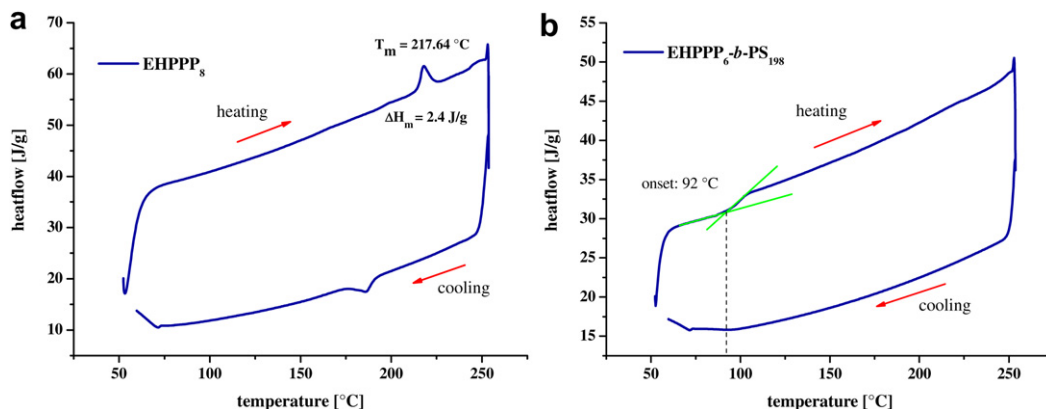 a
70
60
50
40
30
20
10
heatflow [J/g]
EHPPP8
Tm = 217.64 °C
ΔHm = 2.4 J/g
heating
cooling
50 100 150 200 250
temperature [°C]
b
55
50
45
40
35
30
25
20
15
heatflow [J/g]
EHPPP6-b-PS198
heating
onset: 92 °C
cooling
50 100 150 200 250
temperature [°C]